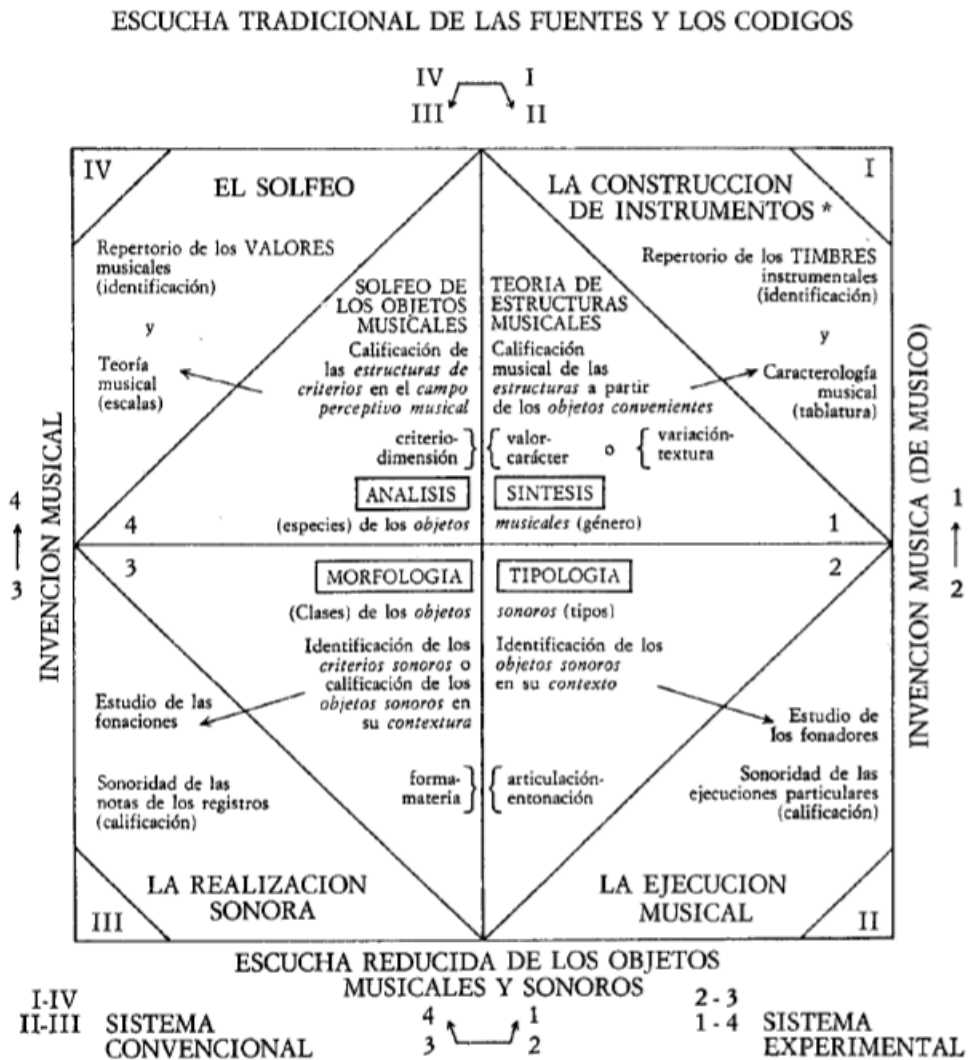 ESCUCHA TRADICIONAL DE LAS FUENTES Y LOS CODIGOS
IV I
III II
IV
EL SOLFEO
LA CONSTRUCCION
DE INSTRUMENTOS *
I
Repertorio de los VALORES
musicales
(identificación)
y
Teoría
musical
(escalas)
SOLFEO DE
LOS OBJETOS
MUSICALES
Calificación de
las estructuras de
criterios en el campo
perceptivo musical
criterio-
dimensión
TEORIA DE
ESTRUCTURAS
MUSICALES
Calificación
musical de las
estructuras a partir
de los objetos convenientes
valor-
carácter
o
variación-
textura
Repertorio de los TIMBRES
instrumentales
(identificación)
y
Caracterología
musical
(tablatura)
ANALISIS
(especies) de los objetos
SINTESIS
musicales (género)
4
1
3
2
INVENCION MUSICAL
4
3
INVENCION MUSICA (DE MUSICO)
1
2
MORFOLOGIA
(Clases) de los objetos
Identificación de los
criterios sonoros o
calificación de los
objetos sonoros en
su contextura
TIPOLOGIA
sonoros (tipos)
Identificación de los
objetos sonoros
en su contexto
Estudio de las
fonaciones
Sonoridad de las
notas de los registros
(calificación)
forma-
materia
articulación-
entonación
Estudio de
los fonadores
Sonoridad de las
ejecuciones particulares
(calificación)
LA REALIZACION
SONORA
III
LA EJECUCION
MUSICAL
II
ESCUCHA REDUCIDA DE LOS OBJETOS
MUSICALES Y SONOROS
I-IV
II-III SISTEMA
CONVENCIONAL
4 1
3 2
2-3
1-4 SISTEMA
EXPERIMENTAL